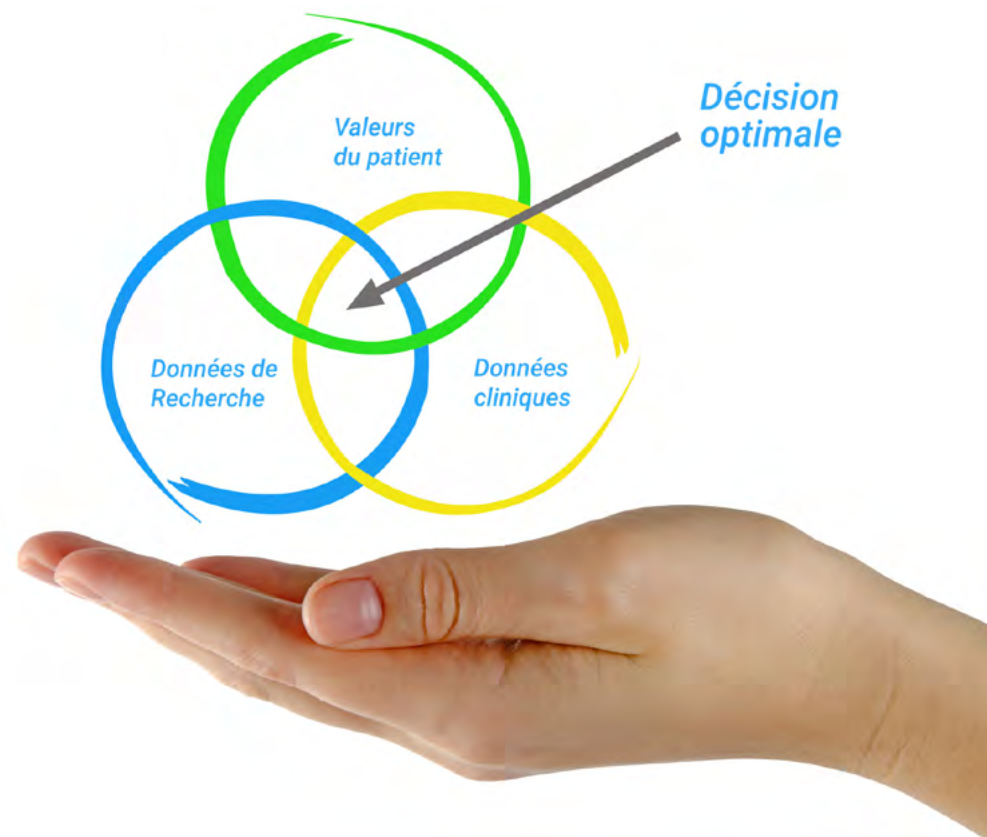 Valeurs
du patient
Décision
optimale
Données de
Recherche
Données
cliniques